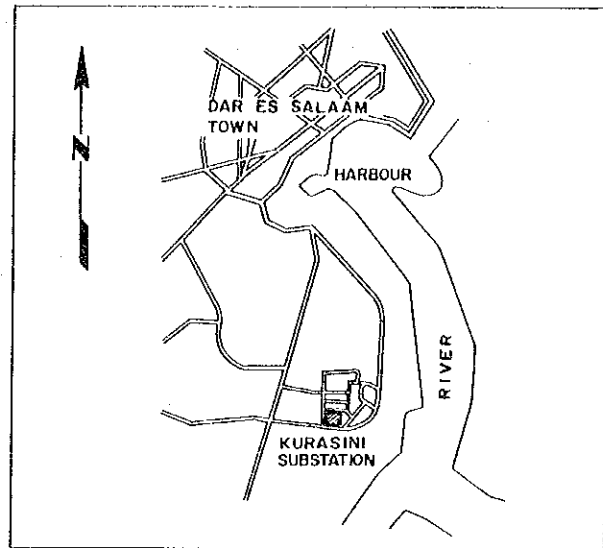 DAR ES SALAAM
TOWN
N
HARBOUR
RIVER
KURASINI
SUBSTATION